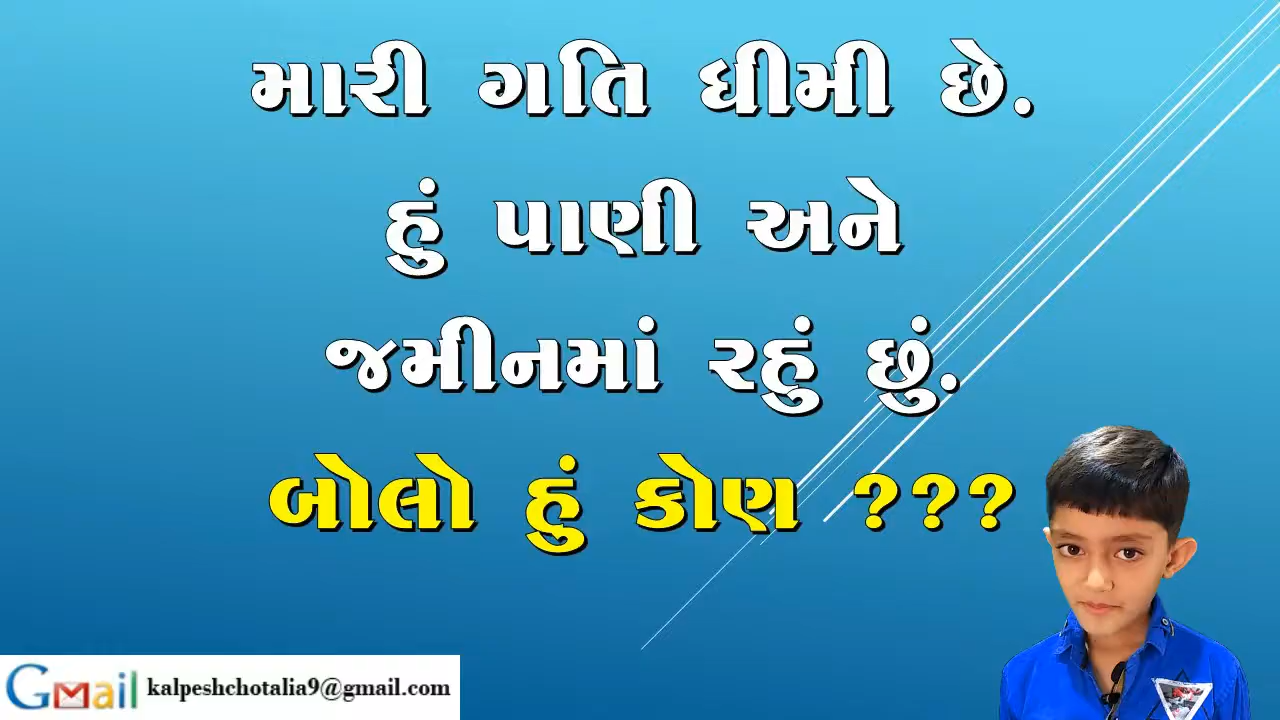 મારી ગતિ ધીમી છે.
હું પાણી અને
જમીનમાં રહું છું.
બોલો હું કોણ ???
Gmail kalpeshchotalia9@gmail.com